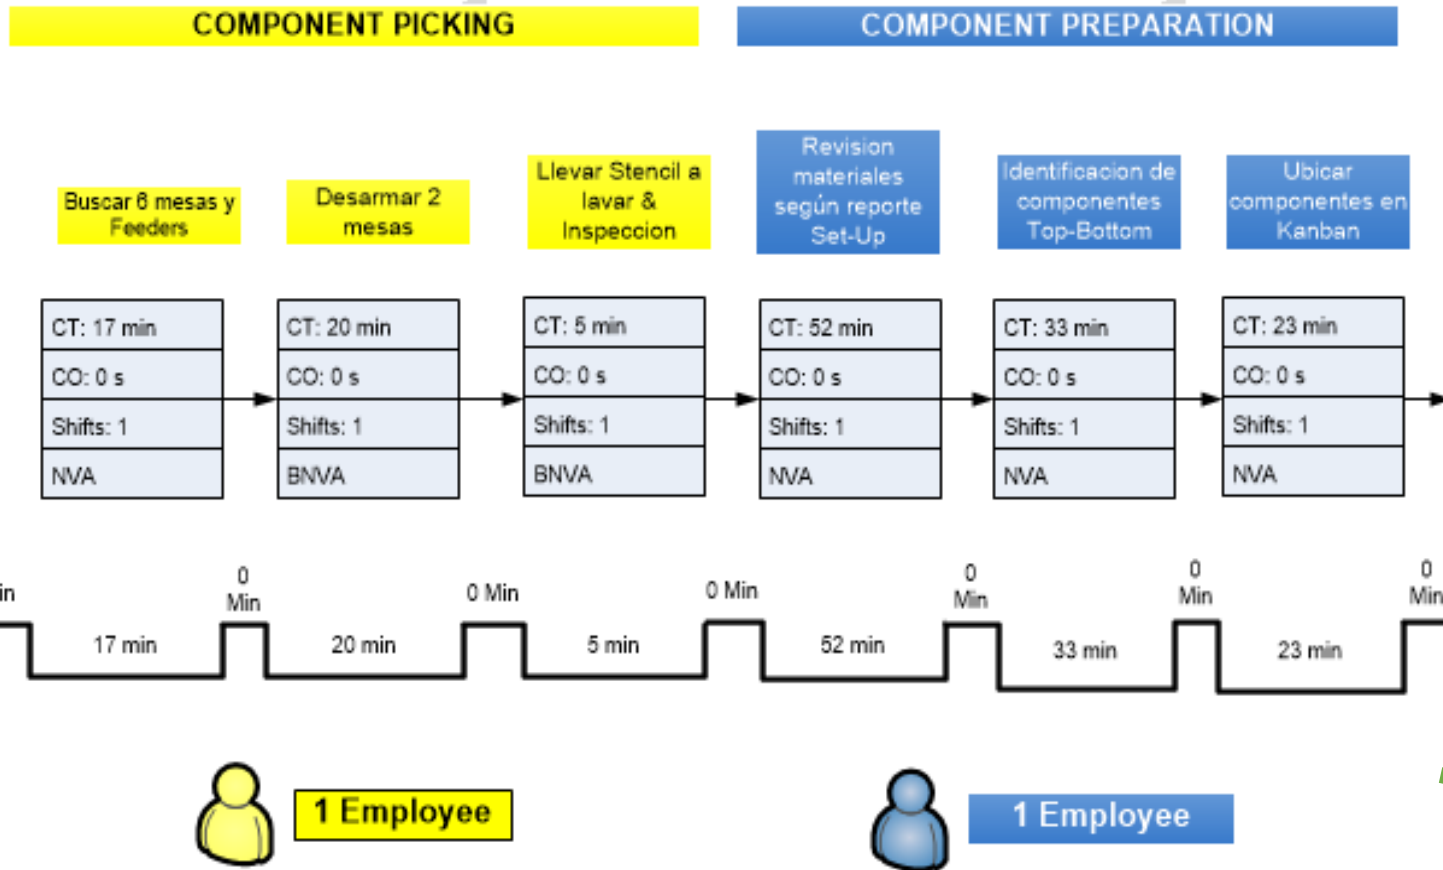 COMPONENT PICKING
COMPONENT PREPARATION
Buscar 6 mesas y
Feeders
Desarmar 2
mesas
Llevar Stencil a
lavar &
Inspeccion
Revision
materiales
según reporte
Set-Up
Identificacion de
componentes
Top-Bottom
Ubicar
componentes en
Kanban
CT: 17 min
CO: 0 s
Shifts: 1
NVA
CT: 20 min
CO: 0 s
Shifts: 1
BNVA
CT: 5 min
CO: 0 s
Shifts: 1
BNVA
CT: 52 min
CO: 0 s
Shifts: 1
NVA
CT: 33 min
CO: 0 s
Shifts: 1
NVA
CT: 23 min
CO: 0 s
Shifts: 1
NVA
in
0
Min
0 Min
0 Min
0
Min
0
Min
0
Min
17 min
20 min
5 min
52 min
33 min
23 min
1 Employee
1 Employee